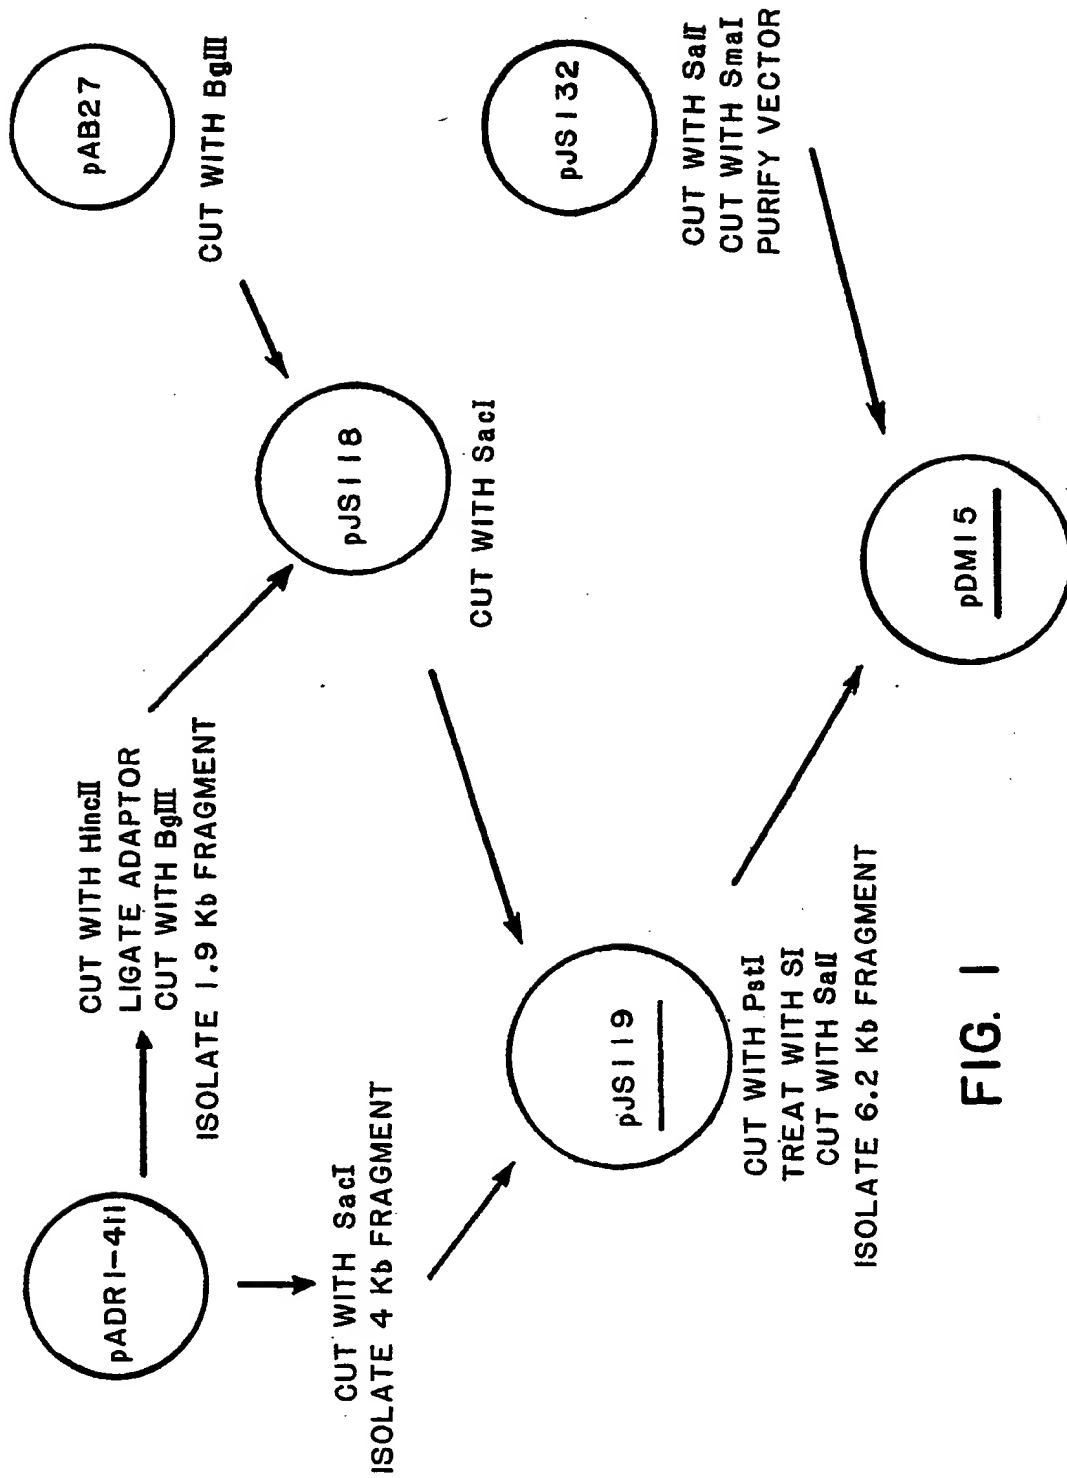 pADR1-411
CUT WITH HincII
LIGATE ADAPTOR
CUT WITH BglII
ISOLATE 1.9 Kb FRAGMENT
pAB27
CUT WITH BglII
CUT WITH SacI
ISOLATE 4 Kb FRAGMENT
pJS118
CUT WITH SacI
pJS119
pJS132
CUT WITH SalI
CUT WITH SmaI
PURIFY VECTOR
CUT WITH PstI
TREAT WITH S1
CUT WITH SalI
ISOLATE 6.2 Kb FRAGMENT
pDM15
FIG. 1